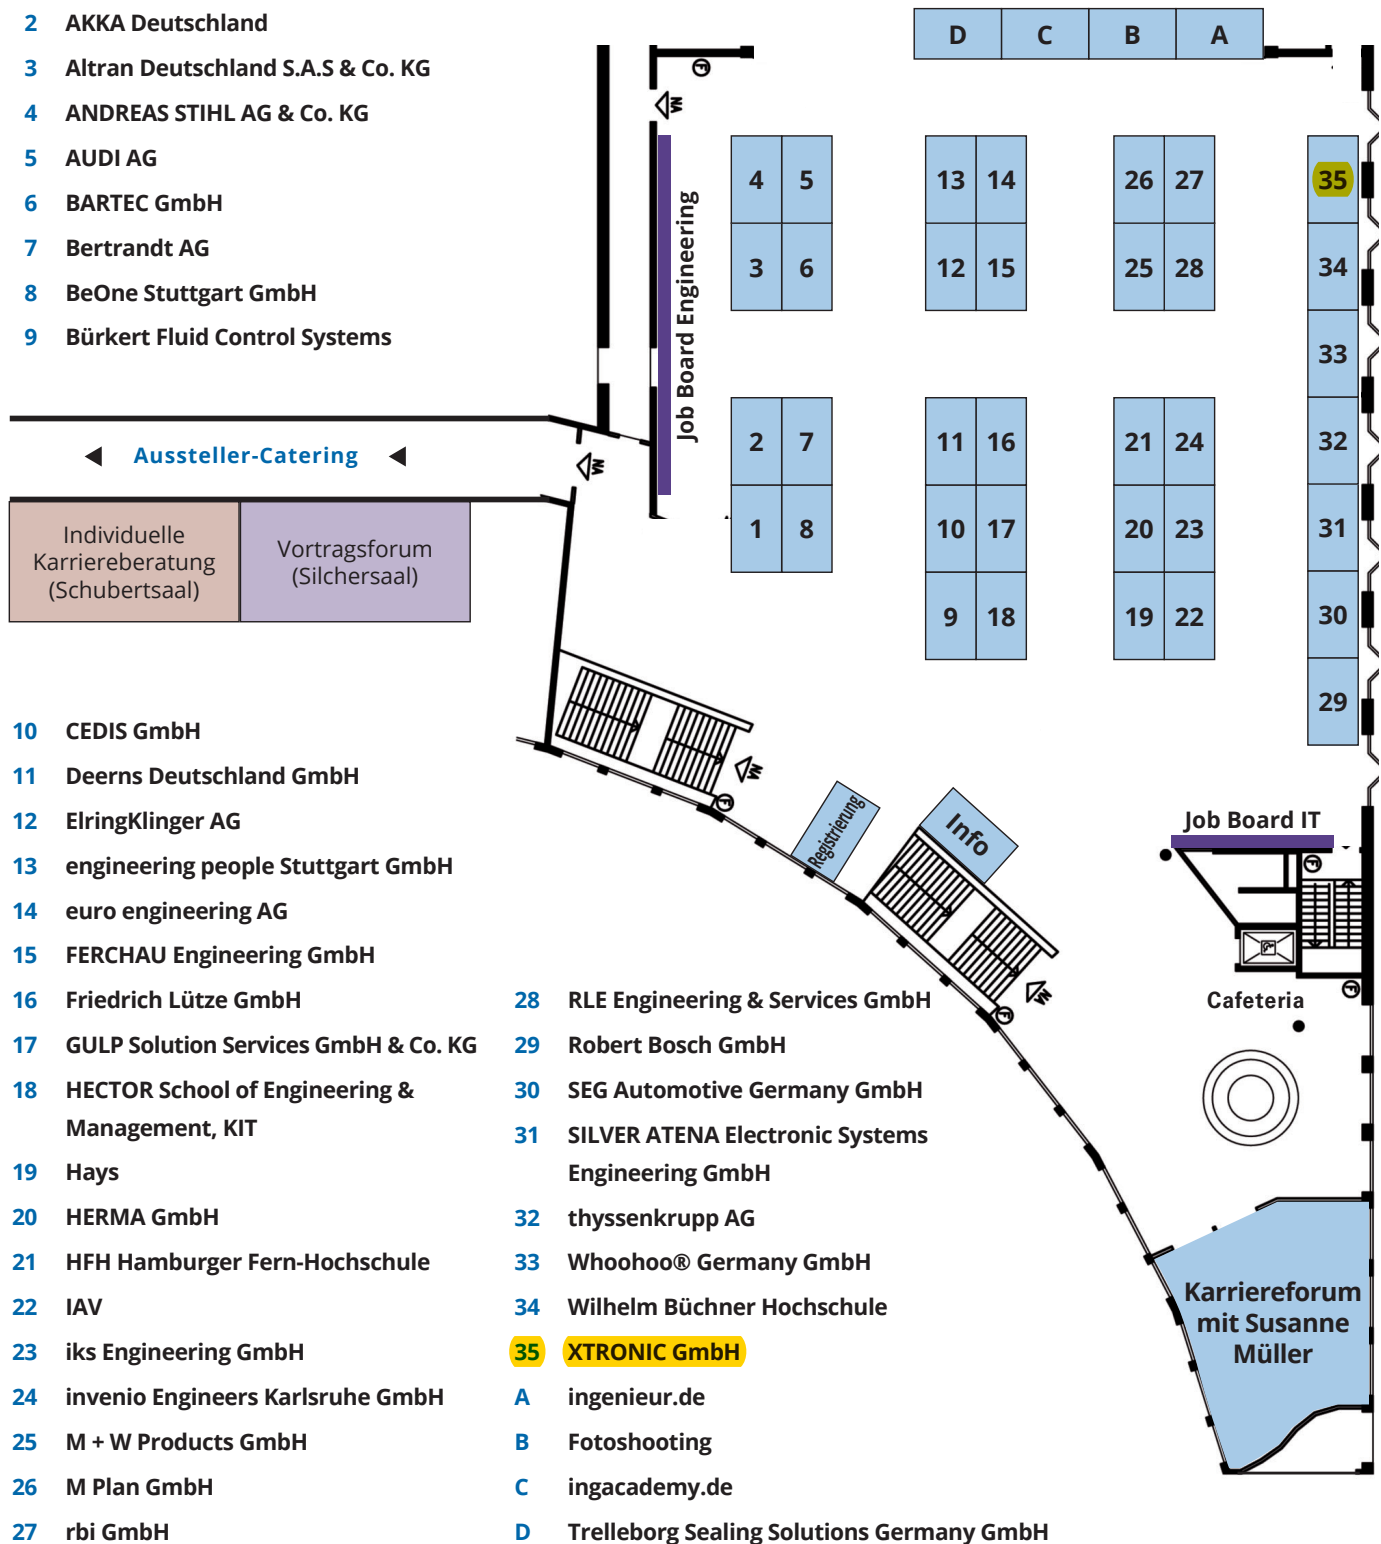 2 AKKA Deutschland
3 Altran Deutschland S.A.S & Co. KG
4 ANDREAS STIHL AG & Co. KG
5 AUDI AG
6 BARTEC GmbH
7 Bertrandt AG
8 BeOne Stuttgart GmbH
9 Bürkert Fluid Control Systems
D C B A
4 5 13 14 26 27 35
3 6 12 15 25 28 34
33
2 7 11 16 21 24 32
1 8 10 17 20 23 31
9 18 19 22 30
29
F
NA
Job Board Engineering
Aussteller-Catering
NA
Individuelle
Karriereberatung
(Schubertsaal)
Vortragsforum
(Silchersaal)
NA
F
Registrierung
Info
NA
F
Job Board IT
F
F
Cafeteria
Karriereforum
mit Susanne
Müller
10 CEDIS GmbH
11 Deerns Deutschland GmbH
12 ElringKlinger AG
13 engineering people Stuttgart GmbH
14 euro engineering AG
15 FERCHAU Engineering GmbH
16 Friedrich Lütze GmbH
17 GULP Solution Services GmbH & Co. KG
18 HECTOR School of Engineering &
Management, KIT
19 Hays
20 HERMA GmbH
21 HFH Hamburger Fern-Hochschule
22 IAV
23 iks Engineering GmbH
24 invenio Engineers Karlsruhe GmbH
25 M + W Products GmbH
26 M Plan GmbH
27 rbi GmbH
28 RLE Engineering & Services GmbH
29 Robert Bosch GmbH
30 SEG Automotive Germany GmbH
31 SILVER ATENA Electronic Systems
Engineering GmbH
32 thyssenkrupp AG
33 Whoohoo® Germany GmbH
34 Wilhelm Büchner Hochschule
35 XTRONIC GmbH
A ingenieur.de
B Fotoshooting
C ingacademy.de
D Trelleborg Sealing Solutions Germany GmbH